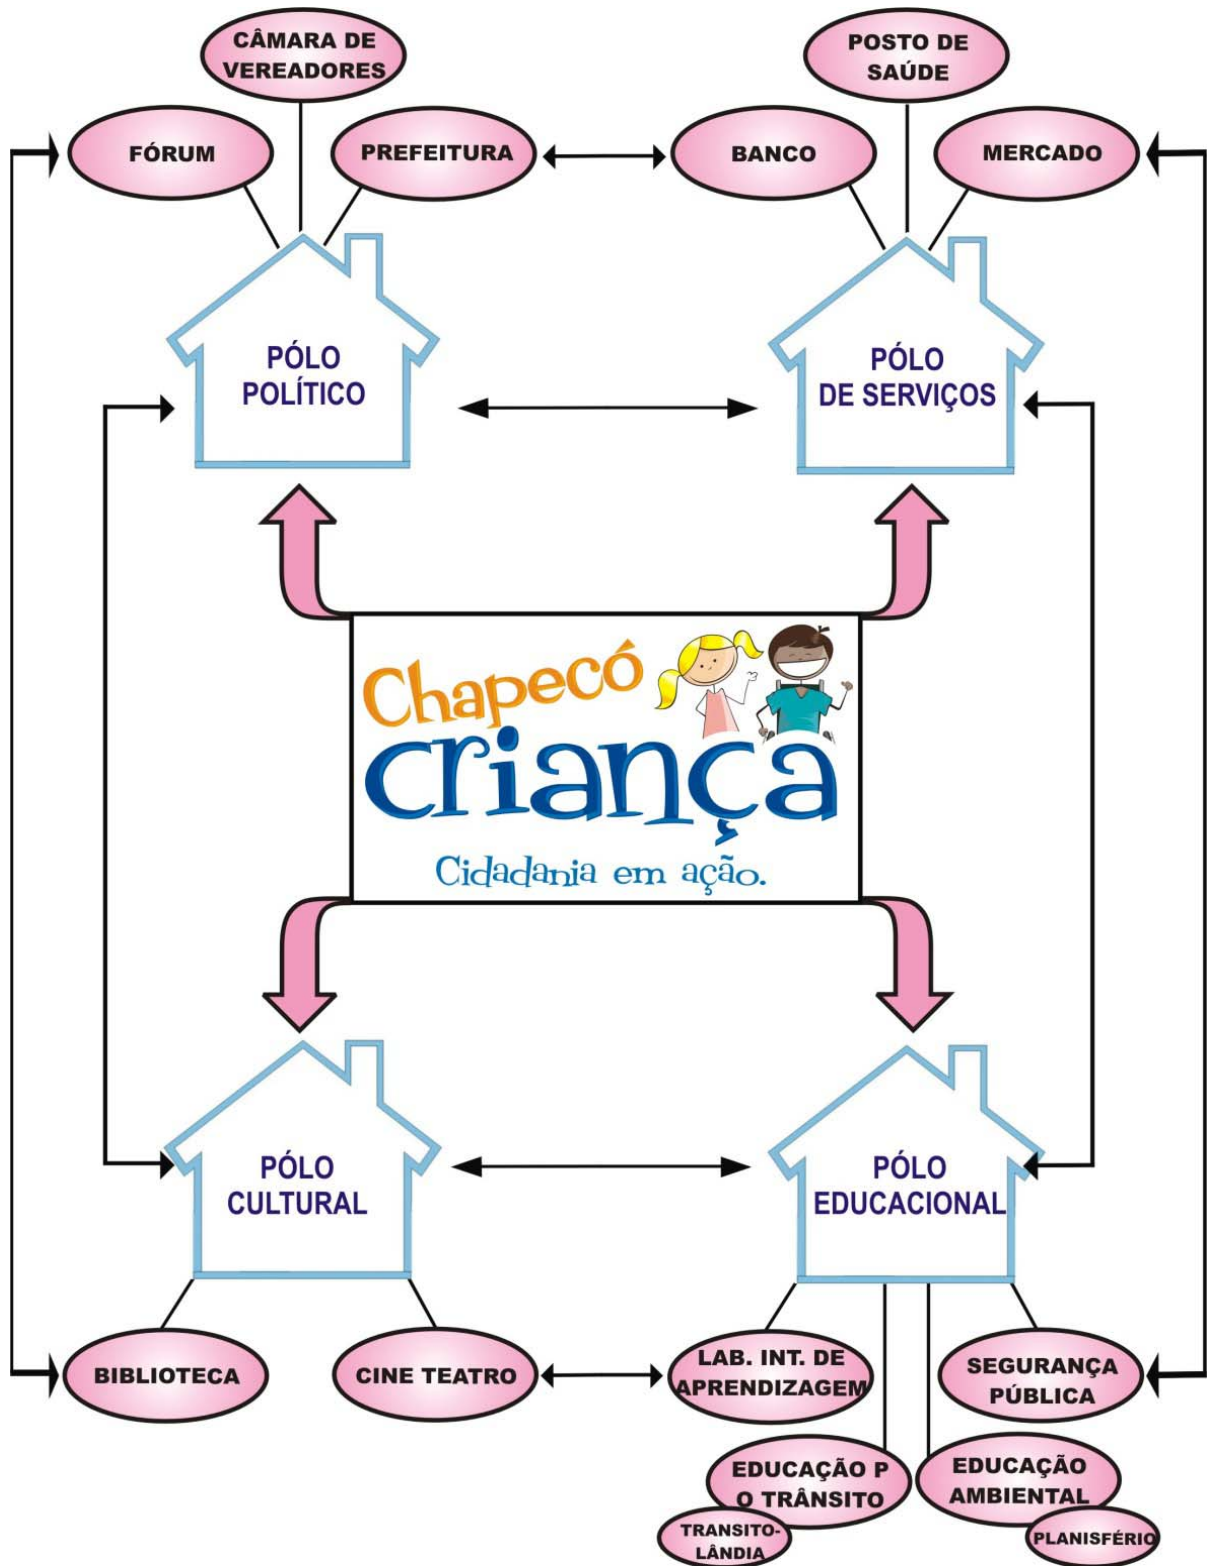 CÂMARA DE
VEREADORES
POSTO DE
SAÚDE
FÓRUM
PREFEITURA
BANCO
MERCADO
PÓLO
POLÍTICO
PÓLO
DE SERVIÇOS
Chapecó
criança
Cidadania em ação.
PÓLO
CULTURAL
PÓLO
EDUCACIONAL
BIBLIOTECA
CINE TEATRO
LAB. INT. DE
APRENDIZAGEM
SEGURANÇA
PÚBLICA
EDUCAÇÃO P
O TRÂNSITO
EDUCAÇÃO
AMBIENTAL
TRANSITO-
LÂNDIA
PLANISFÉRIO